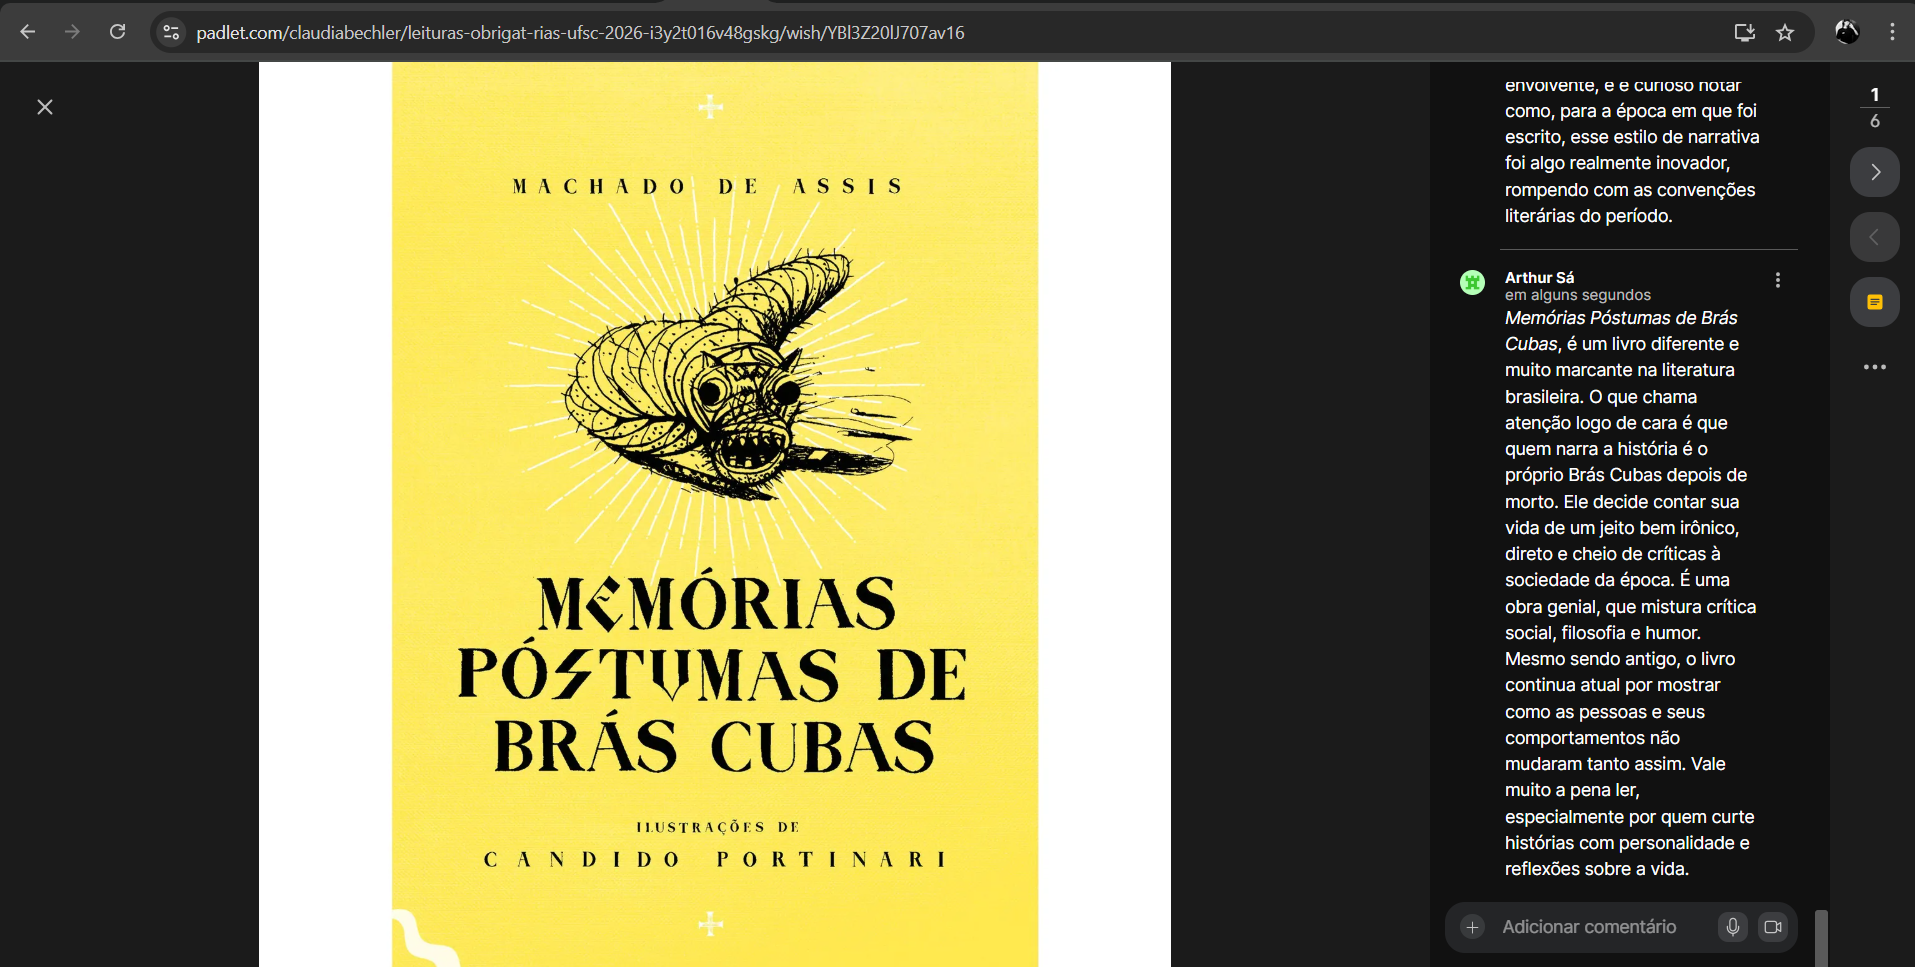 padlet.com/claudiabechler/leituras-obrigat-rias-ufsc-2026-i3y2t016v48gskg/wish/YBl3Z20lJ707av16
MACHADO DE ASSIS
MEMÓRIAS
PÓSTUMAS DE
BRÁS CUBAS
ILUSTRAÇÕES DE
CANDIDO PORTINARI
envolvente, e é curioso notar
como, para a época em que foi
escrito, esse estilo de narrativa
foi algo realmente inovador,
rompendo com as convenções
literárias do período.
Arthur Sá
em alguns segundos
Memórias Póstumas de Brás
Cubas, é um livro diferente e
muito marcante na literatura
brasileira. O que chama
atenção logo de cara é que
quem narra a história é o
próprio Brás Cubas depois de
morto. Ele decide contar sua
vida de um jeito bem irônico,
direto e cheio de críticas à
sociedade da época. É uma
obra genial, que mistura crítica
social, filosofia e humor.
Mesmo sendo antigo, o livro
continua atual por mostrar
como as pessoas e seus
comportamentos não
mudaram tanto assim. Vale
muito a pena ler,
especialmente por quem curte
histórias com personalidade e
reflexões sobre a vida.
Adicionar comentário
1
6